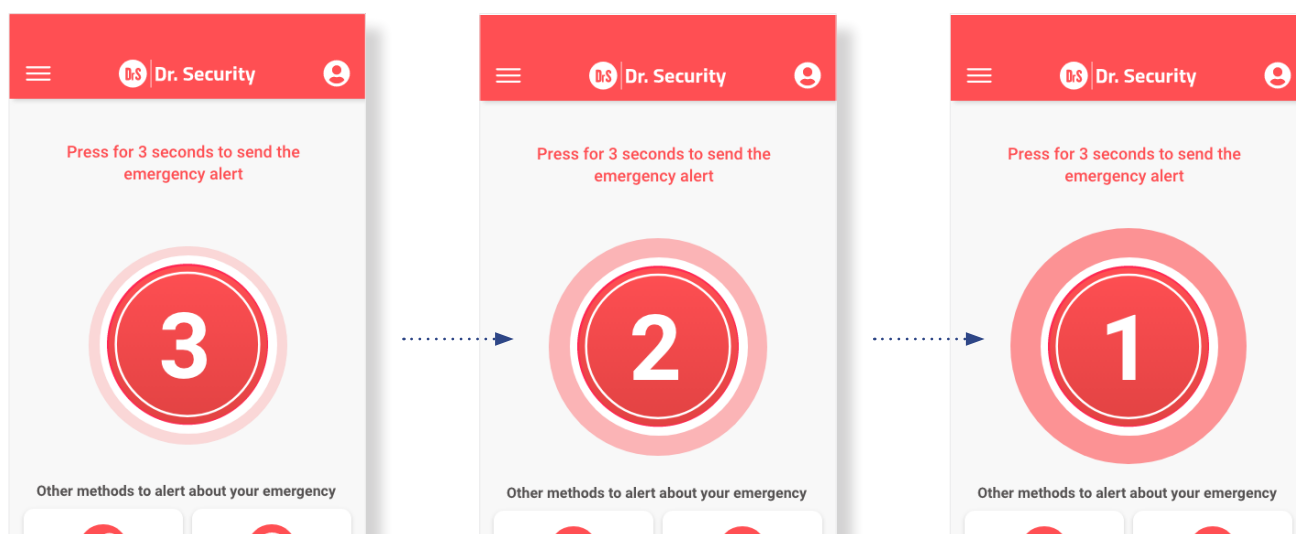 DrS Dr. Security
Press for 3 seconds to send the
emergency alert
3
Other methods to alert about your emergency
DrS Dr. Security
Press for 3 seconds to send the
emergency alert
2
Other methods to alert about your emergency
DrS Dr. Security
Press for 3 seconds to send the
emergency alert
1
Other methods to alert about your emergency